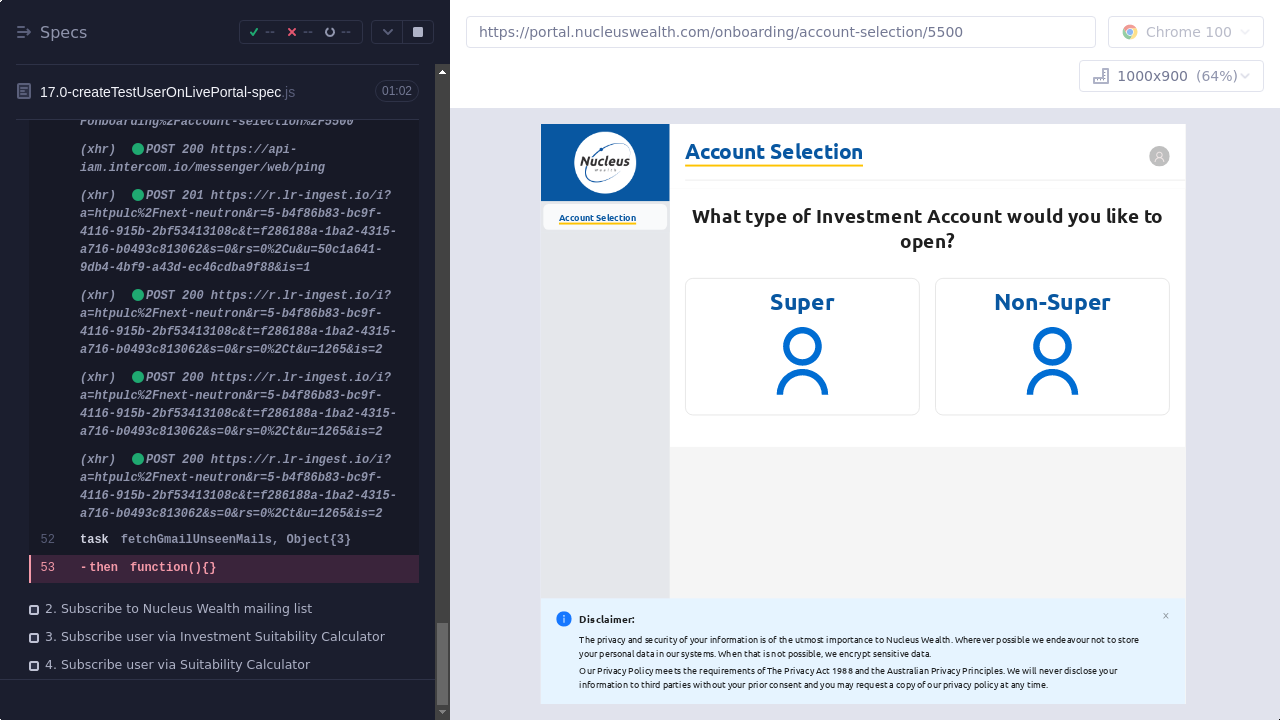 Specs
--
--
--
17.0-createTestUserOnLivePortal-spec.js
01:02
Fonboarding%2Faccount-selection%2F5500
(xhr) POST 200 https://api-
iam.intercom.io/messenger/web/ping
(xhr) POST 201 https://r.lr-ingest.io/i?
a=htpulc%2Fnext-neutron&r=5-b4f86b83-bc9f-
4116-915b-2bf53413108c&t=f286188a-1ba2-4315-
a716-b0493c813062&s=0&rs=0%2Cu&u=50c1a641-
9db4-4bf9-a43d-ec46cdba9f88&is=1
(xhr) POST 200 https://r.lr-ingest.io/i?
a=htpulc%2Fnext-neutron&r=5-b4f86b83-bc9f-
4116-915b-2bf53413108c&t=f286188a-1ba2-4315-
a716-b0493c813062&s=0&rs=0%2Ct&u=1265&is=2
(xhr) POST 200 https://r.lr-ingest.io/i?
a=htpulc%2Fnext-neutron&r=5-b4f86b83-bc9f-
4116-915b-2bf53413108c&t=f286188a-1ba2-4315-
a716-b0493c813062&s=0&rs=0%2Ct&u=1265&is=2
(xhr) POST 200 https://r.lr-ingest.io/i?
a=htpulc%2Fnext-neutron&r=5-b4f86b83-bc9f-
4116-915b-2bf53413108c&t=f286188a-1ba2-4315-
a716-b0493c813062&s=0&rs=0%2Ct&u=1265&is=2
52 task fetchGmailUnseenMails, Object{3}
53 -then function(){}
2. Subscribe to Nucleus Wealth mailing list
3. Subscribe user via Investment Suitability Calculator
4. Subscribe user via Suitability Calculator
https://portal.nucleuswealth.com/onboarding/account-selection/5500
Chrome 100
1000x900 (64%)
Nucleus
Wealth
Account Selection
Account Selection
What type of Investment Account would you like to
open?
Super
Non-Super
Disclaimer:
×
The privacy and security of your information is of the utmost importance to Nucleus Wealth. Wherever possible we endeavour not to store
your personal data in our systems. When that is not possible, we encrypt sensitive data.
Our Privacy Policy meets the requirements of The Privacy Act 1988 and the Australian Privacy Principles. We will never disclose your
information to third parties without your prior consent and you may request a copy of our privacy policy at any time.